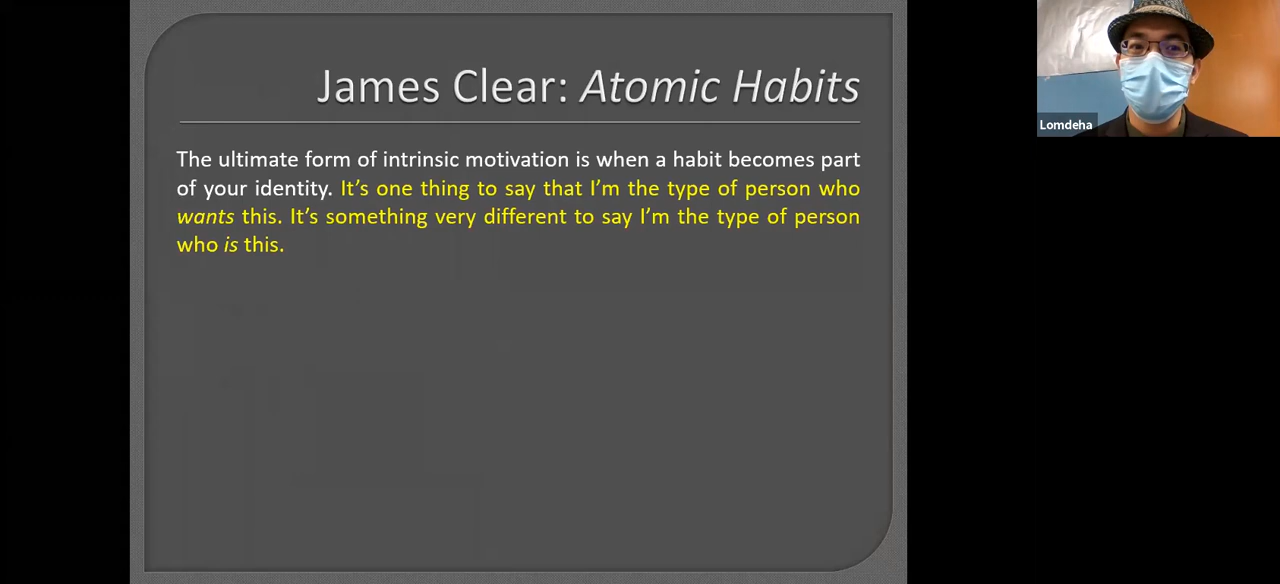 James Clear: Atomic Habits
The ultimate form of intrinsic motivation is when a habit becomes part
of your identity. It’s one thing to say that I’m the type of person who
wants this. It’s something very different to say I’m the type of person
who is this.
Lomdeha